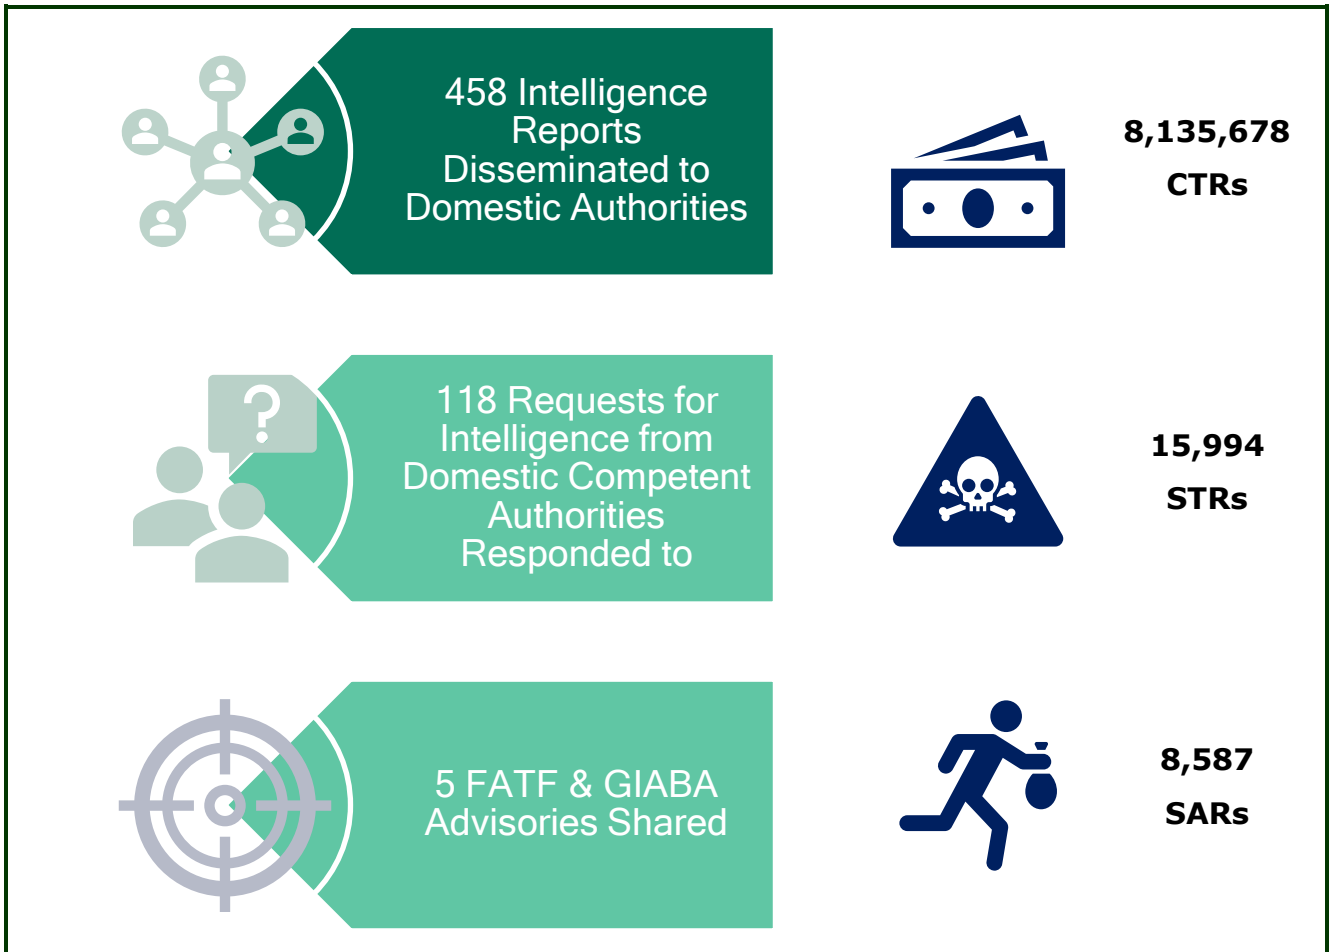 458 Intelligence
Reports
Disseminated to
Domestic Authorities
8,135,678
CTRs
?
118 Requests for
Intelligence from
Domestic Competent
Authorities
Responded to
15,994
STRs
5 FATF & GIABA
Advisories Shared
8,587
SARs